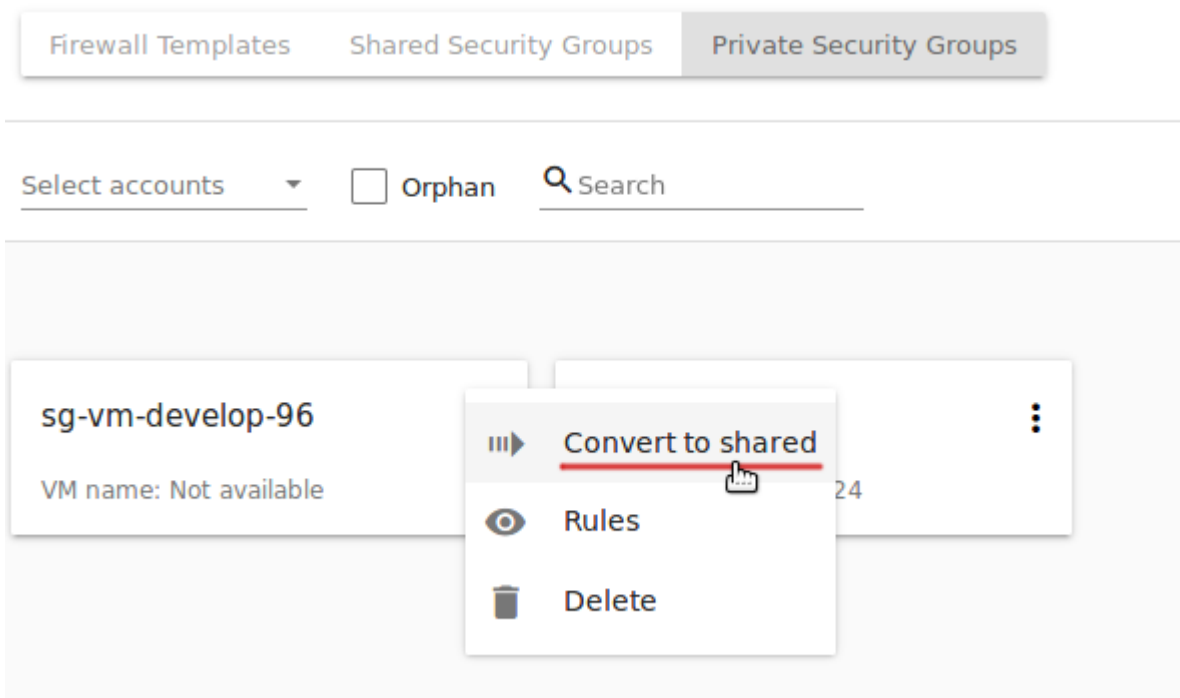 Firewall Templates Shared Security Groups Private Security Groups
Select accounts Orphan Search
sg-vm-develop-96
Convert to shared
VM name: Not available 24
Rules
Delete